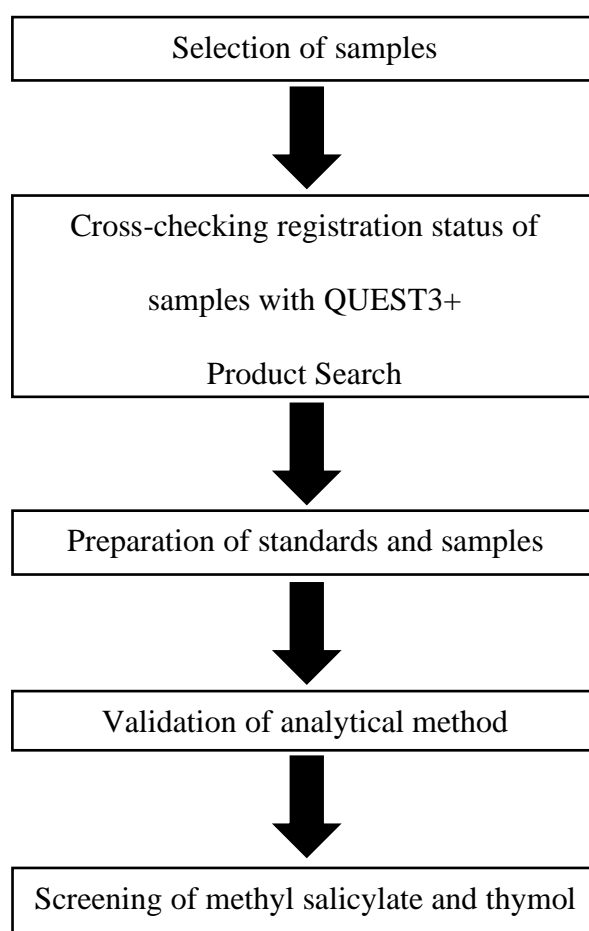 Selection of samples
Cross-checking registration status of
samples with QUEST3+
Product Search
Preparation of standards and samples
Validation of analytical method
Screening of methyl salicylate and thymol